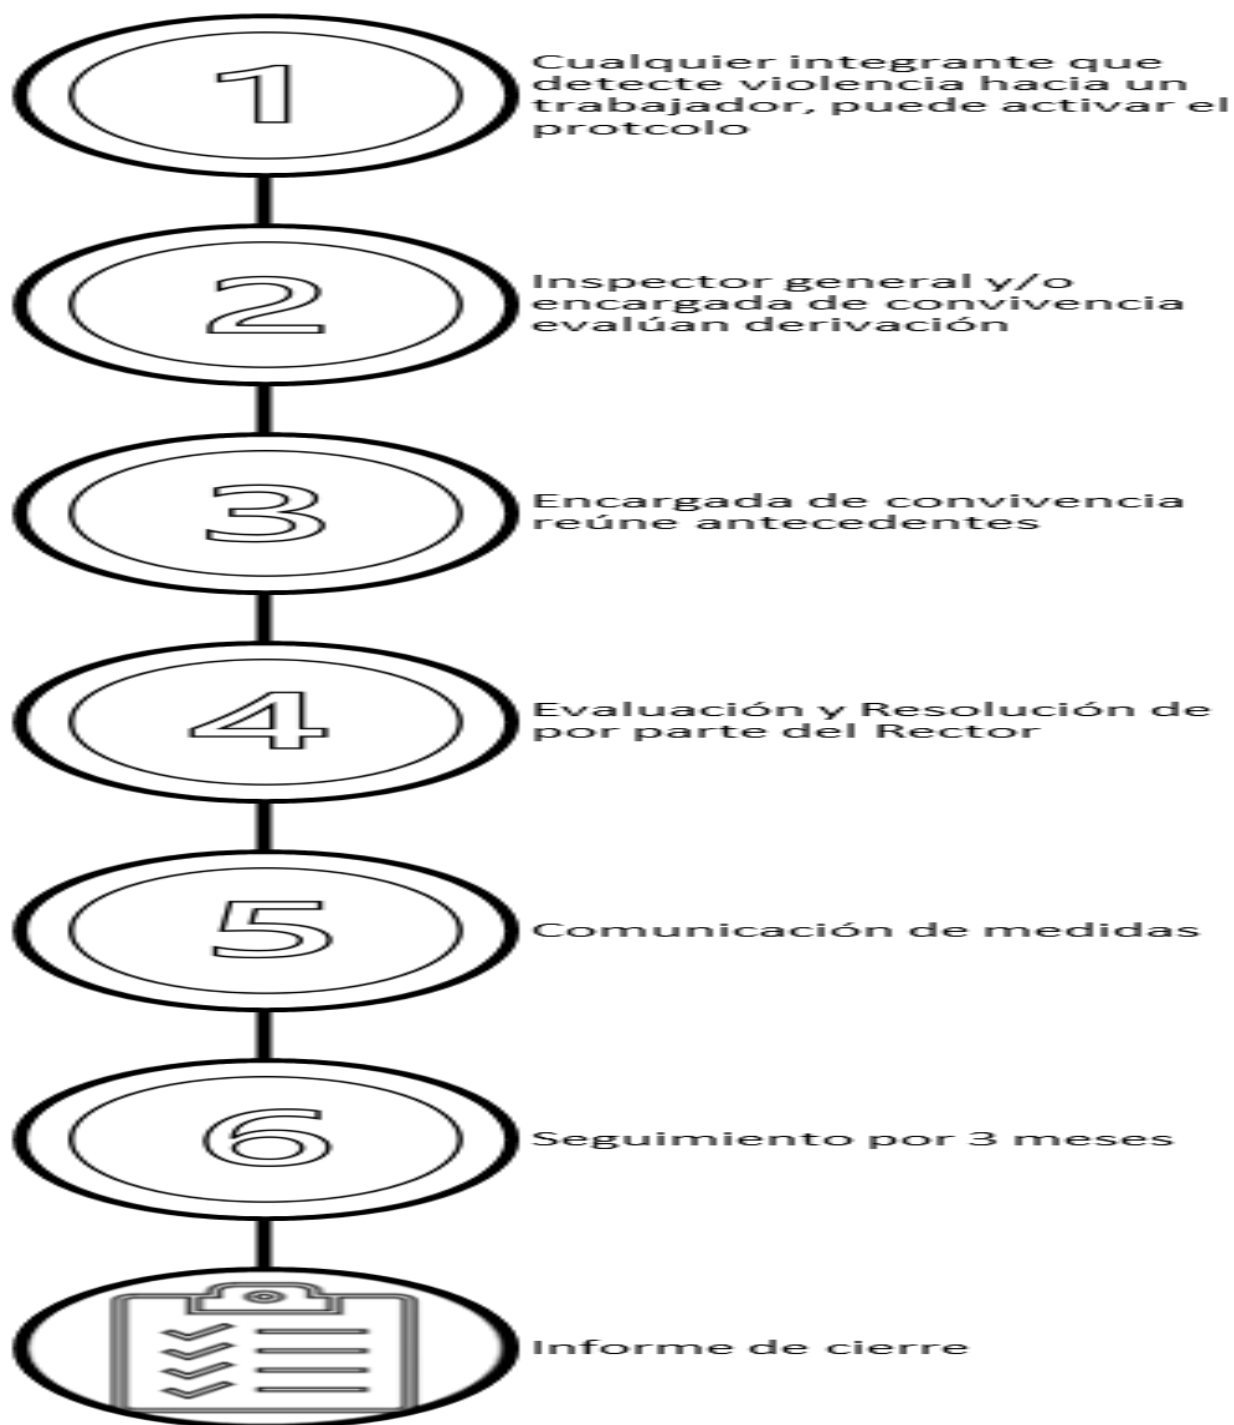 1
Cualquier integrante que
detecte violencia hacia un
trabajador, puede activar el
protcolo
2
Inspector general y/o
encargada de convivencia
evalúan derivación
3
Encargada de convivencia
reúne antecedentes
4
Evaluación y Resolución de
por parte del Rector
5
Comunicación de medidas
6
Seguimiento por 3 meses
Informe de cierre